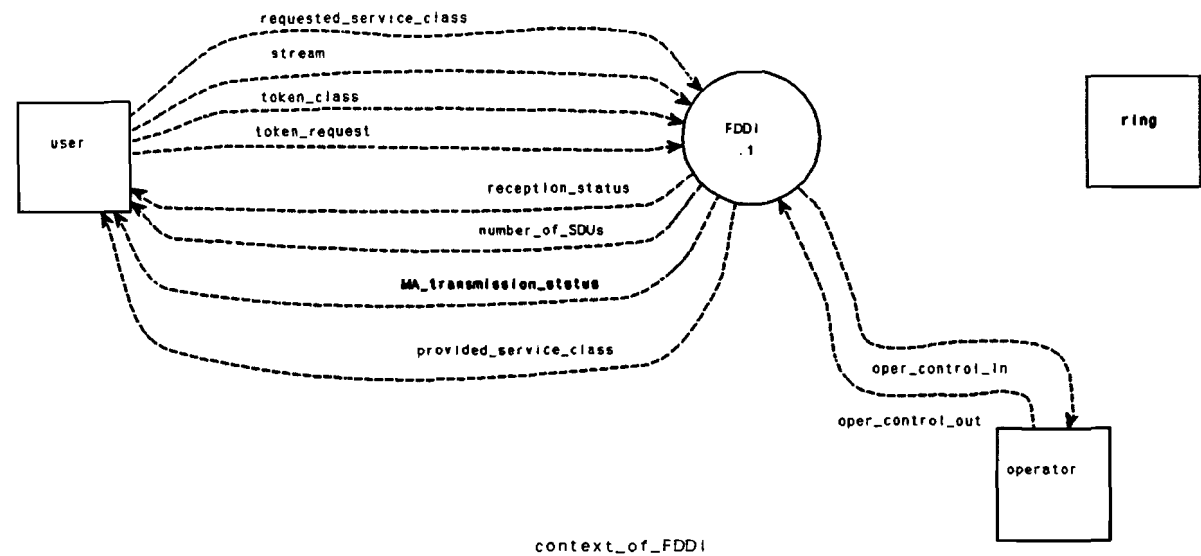 requested_service_class
stream
token_class
token_request
user
FDDI
.1
ring
reception_status
number_of_SDUs
MA_transmission_status
provided_service_class
oper_control_in
oper_control_out
operator
context_of_FDDI